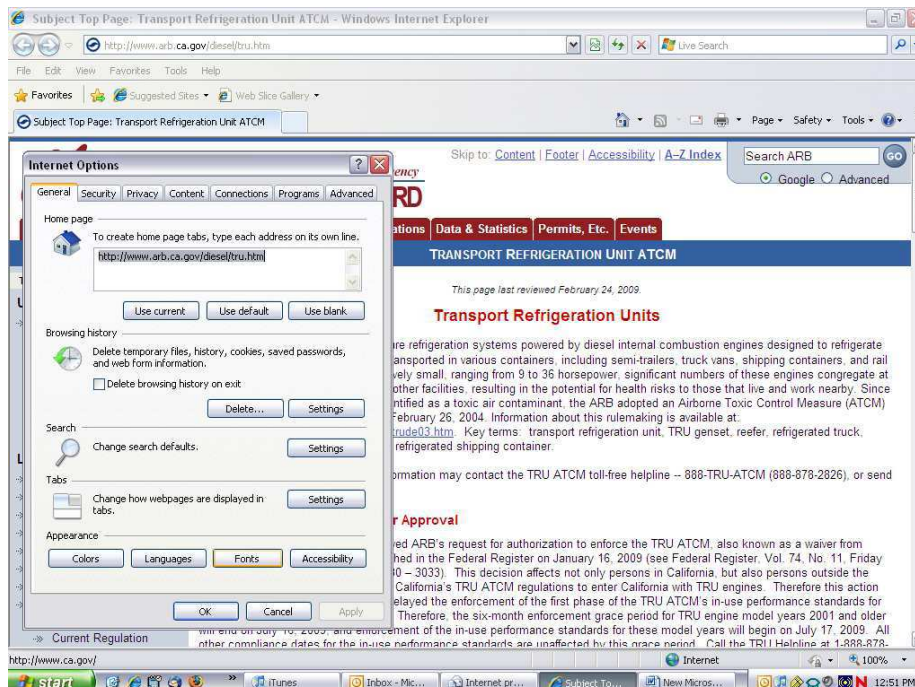 Subject Top Page: Transport Refrigeration Unit ATCM - Windows Internet Explorer
http://www.arb.ca.gov/diesel/tru.htm
Live Search
File Edit View Favorites Tools Help
Favorites Suggested Sites Web Slice Gallery
Subject Top Page: Transport Refrigeration Unit ATCM
Page Safety Tools
Skip to: Content | Footer | Accessibility | A-Z Index
Search ARB
GO
Google Advanced
ency
RD
ations Data & Statistics Permits, Etc. Events
TRANSPORT REFRIGERATION UNIT ATCM
Internet Options
General Security Privacy Content Connections Programs Advanced
Home page
To create home page tabs, type each address on its own line.
http://www.arb.ca.gov/diesel/tru.htm
Use current Use default Use blank
Browsing history
Delete temporary files, history, cookies, saved passwords,
and web form information.
Delete browsing history on exit
Delete... Settings
Search
Change search defaults.
Settings
Tabs
Change how webpages are displayed in
tabs.
Settings
Appearance
Colors Languages Fonts Accessibility
OK Cancel Apply
This page last reviewed February 24, 2009.
Transport Refrigeration Units
are refrigeration systems powered by diesel internal combustion engines designed to refrigerate
ansported in various containers, including semi-trailers, truck vans, shipping containers, and rail
vely small, ranging from 9 to 36 horsepower, significant numbers of these engines congregate at
other facilities, resulting in the potential for health risks to those that live and work nearby. Since
ntified as a toxic air contaminant, the ARB adopted an Airborne Toxic Control Measure (ATCM)
February 26, 2004. Information about this rulemaking is available at:
trude03.htm. Key terms: transport refrigeration unit, TRU genset, reefer, refrigerated truck,
refrigerated shipping container.
ormation may contact the TRU ATCM toll-free helpline -- 888-TRU-ATCM (888-878-2826), or send
r Approval
ved ARB's request for authorization to enforce the TRU ATCM, also known as a waiver from
hed in the Federal Register on January 16, 2009 (see Federal Register, Vol. 74, No. 11, Friday
30 – 3033). This decision affects not only persons in California, but also persons outside the
California's TRU ATCM regulations to enter California with TRU engines. Therefore this action
elayed the enforcement of the first phase of the TRU ATCM's in-use performance standards for
Therefore, the six-month enforcement grace period for TRU engine model years 2001 and older
will end on July 16, 2009, and enforcement of the in-use performance standards for these model years will begin on July 17, 2009. All
other compliance dates for the in-use performance standards are unaffected by this grace period. Call the TRU Helpline at 1-888-878-
Current Regulation
http://www.ca.gov/
Internet 100%
start iTunes Inbox - Mic... Internet pr... Subject To... New Micros... 12:51 PM